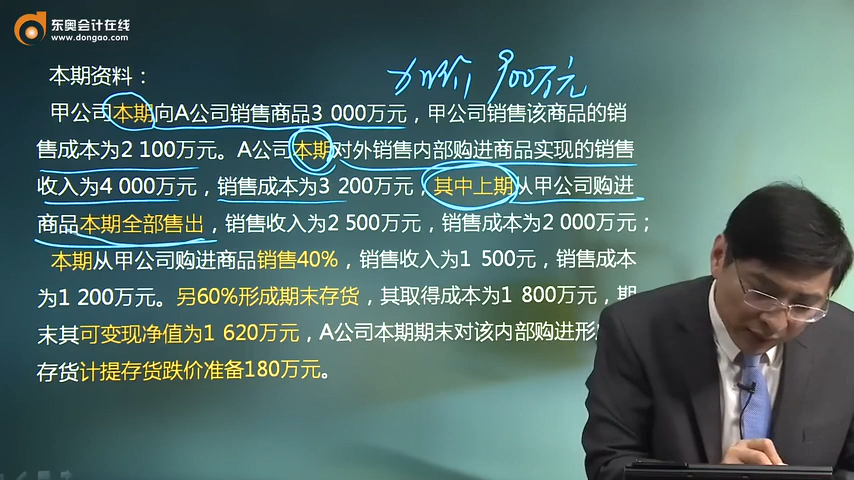 东奥会计在线
www.dongao.com
加价900万元
本期资料：
甲公司本期向A公司销售商品3 000万元，甲公司销售该商品的销
售成本为2 100万元。A公司本期对外销售内部购进商品实现的销售
收入为4 000万元，销售成本为3 200万元，其中上期从甲公司购进
商品本期全部售出，销售收入为2 500万元，销售成本为2 000万元；
本期从甲公司购进商品销售40%，销售收入为1 500元，销售成本
为1 200万元。另60%形成期末存货，其取得成本为1 800万元，期
末其可变现净值为1 620万元，A公司本期期末对该内部购进形
存货计提存货跌价准备180万元。